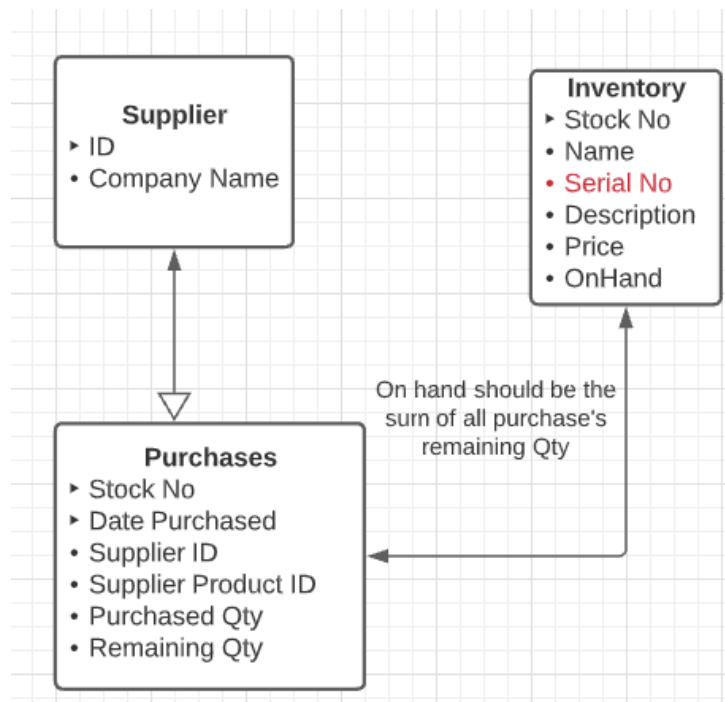 Supplier
‣ ID
• Company Name
Inventory
‣ Stock No
• Name
• Serial No
• Description
• Price
• OnHand
On hand should be the
sum of all purchase's
remaining Qty
Purchases
‣ Stock No
‣ Date Purchased
• Supplier ID
• Supplier Product ID
• Purchased Qty
• Remaining Qty